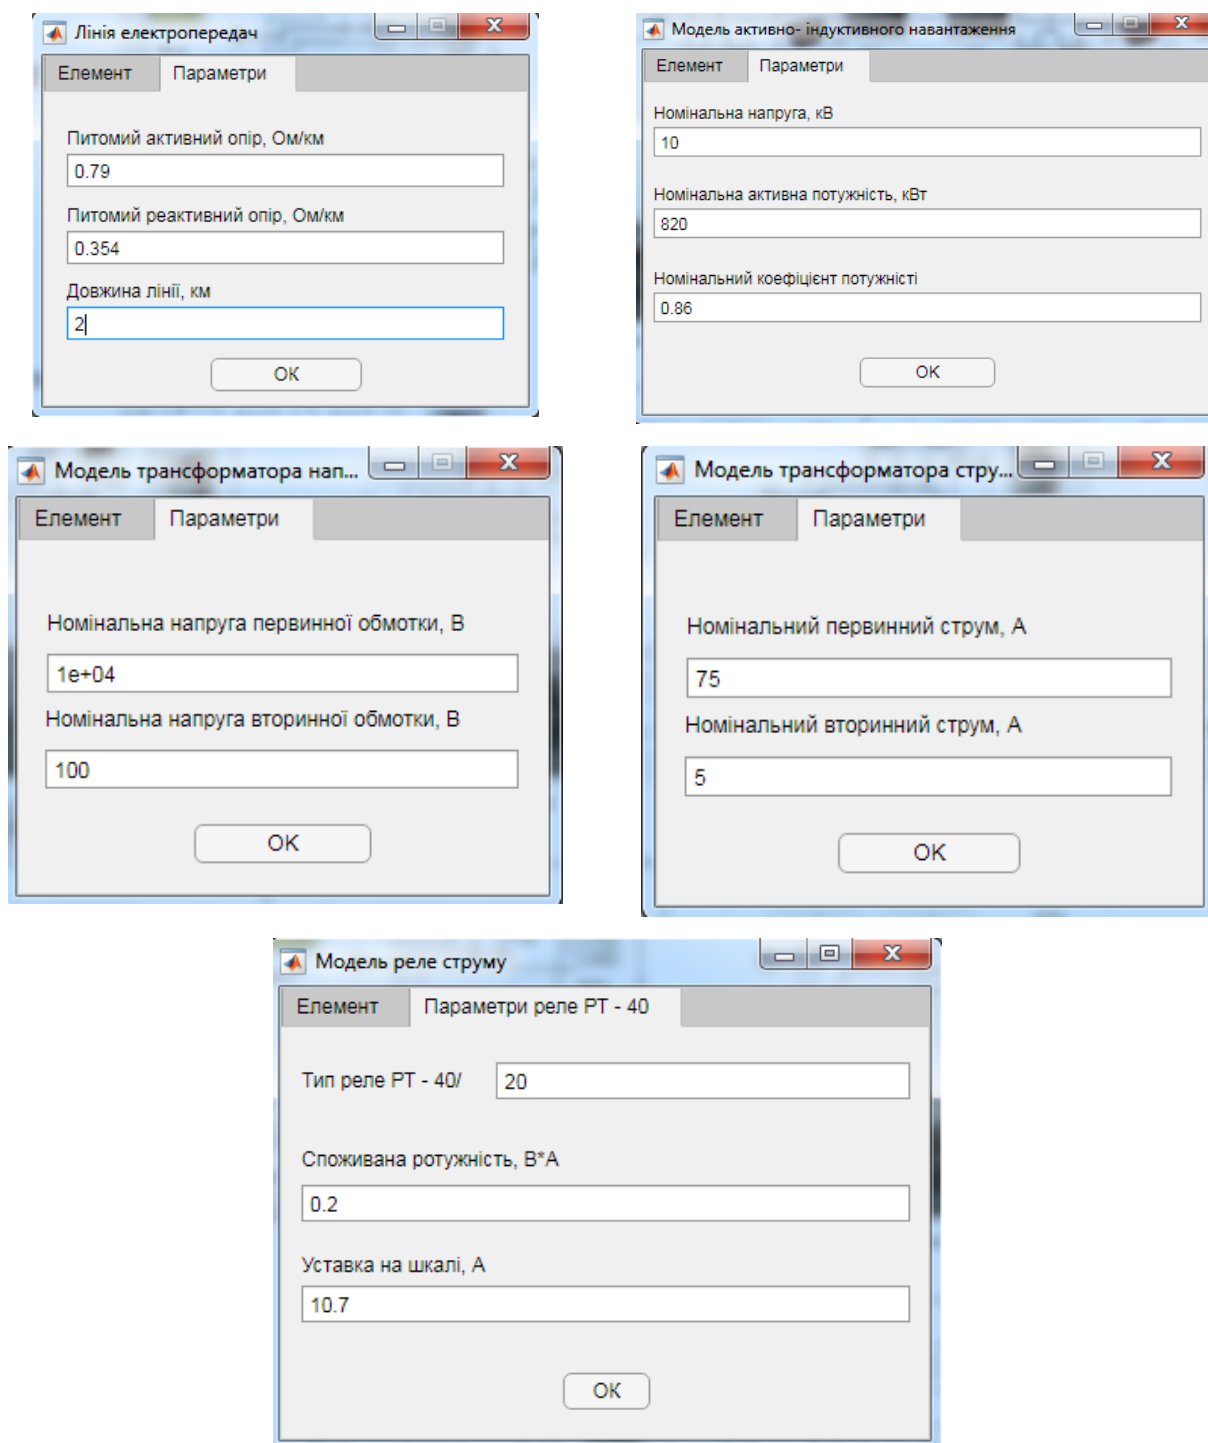 Лінія електропередач
Елемент Параметри
Питомий активний опір, Ом/км
0.79
Питомий реактивний опір, Ом/км
0.354
Довжина лінії, км
2
OK
Модель активно- індуктивного навантаження
Елемент Параметри
Номінальна напруга, кВ
10
Номінальна активна потужність, кВт
820
Номінальний коефіцієнт потужністі
0.86
OK
Модель трансформатора нап...
Елемент Параметри
Номінальна напруга первинної обмотки, В
1e+04
Номінальна напруга вторинної обмотки, В
100
OK
Модель трансформатора стру...
Елемент Параметри
Номінальний первинний струм, А
75
Номінальний вторинний струм, А
5
OK
Модель реле струму
Елемент Параметри реле РТ - 40
Тип реле РТ - 40/ 20
Споживана ротужність, В*А
0.2
Уставка на шкалі, А
10.7
OK